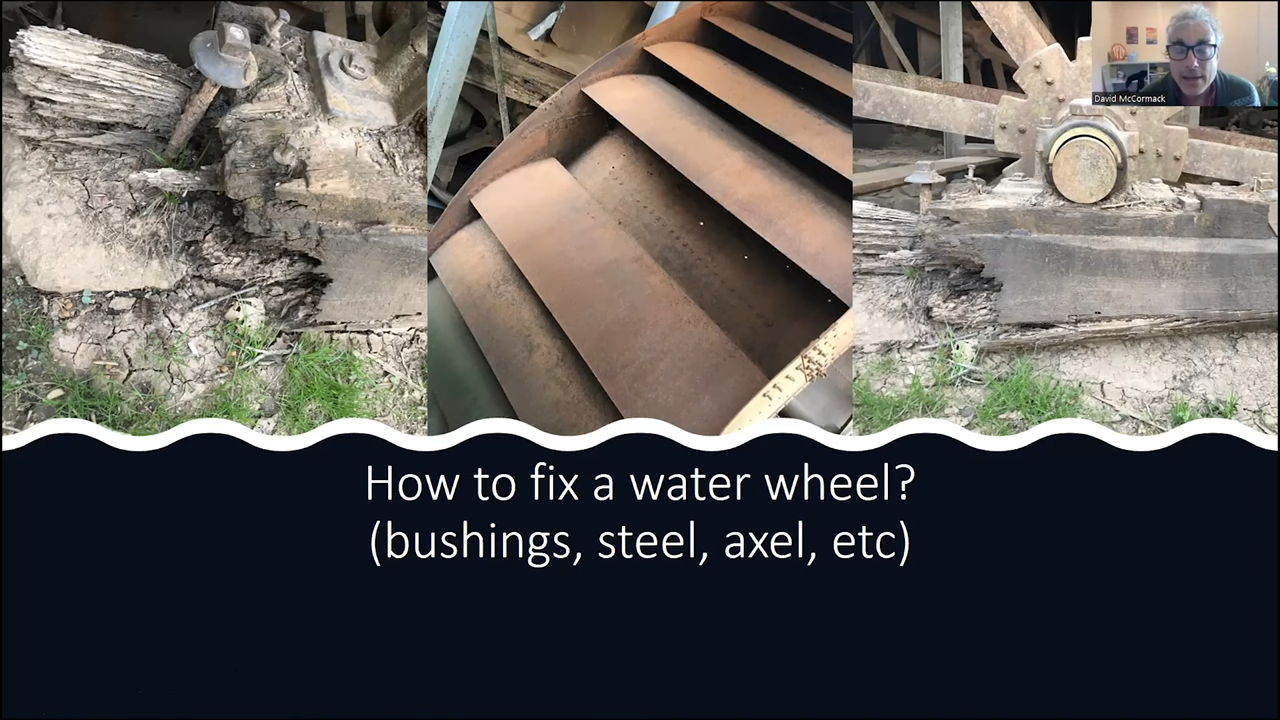 David McCormack
How to fix a water wheel?
(bushings, steel, axel, etc)